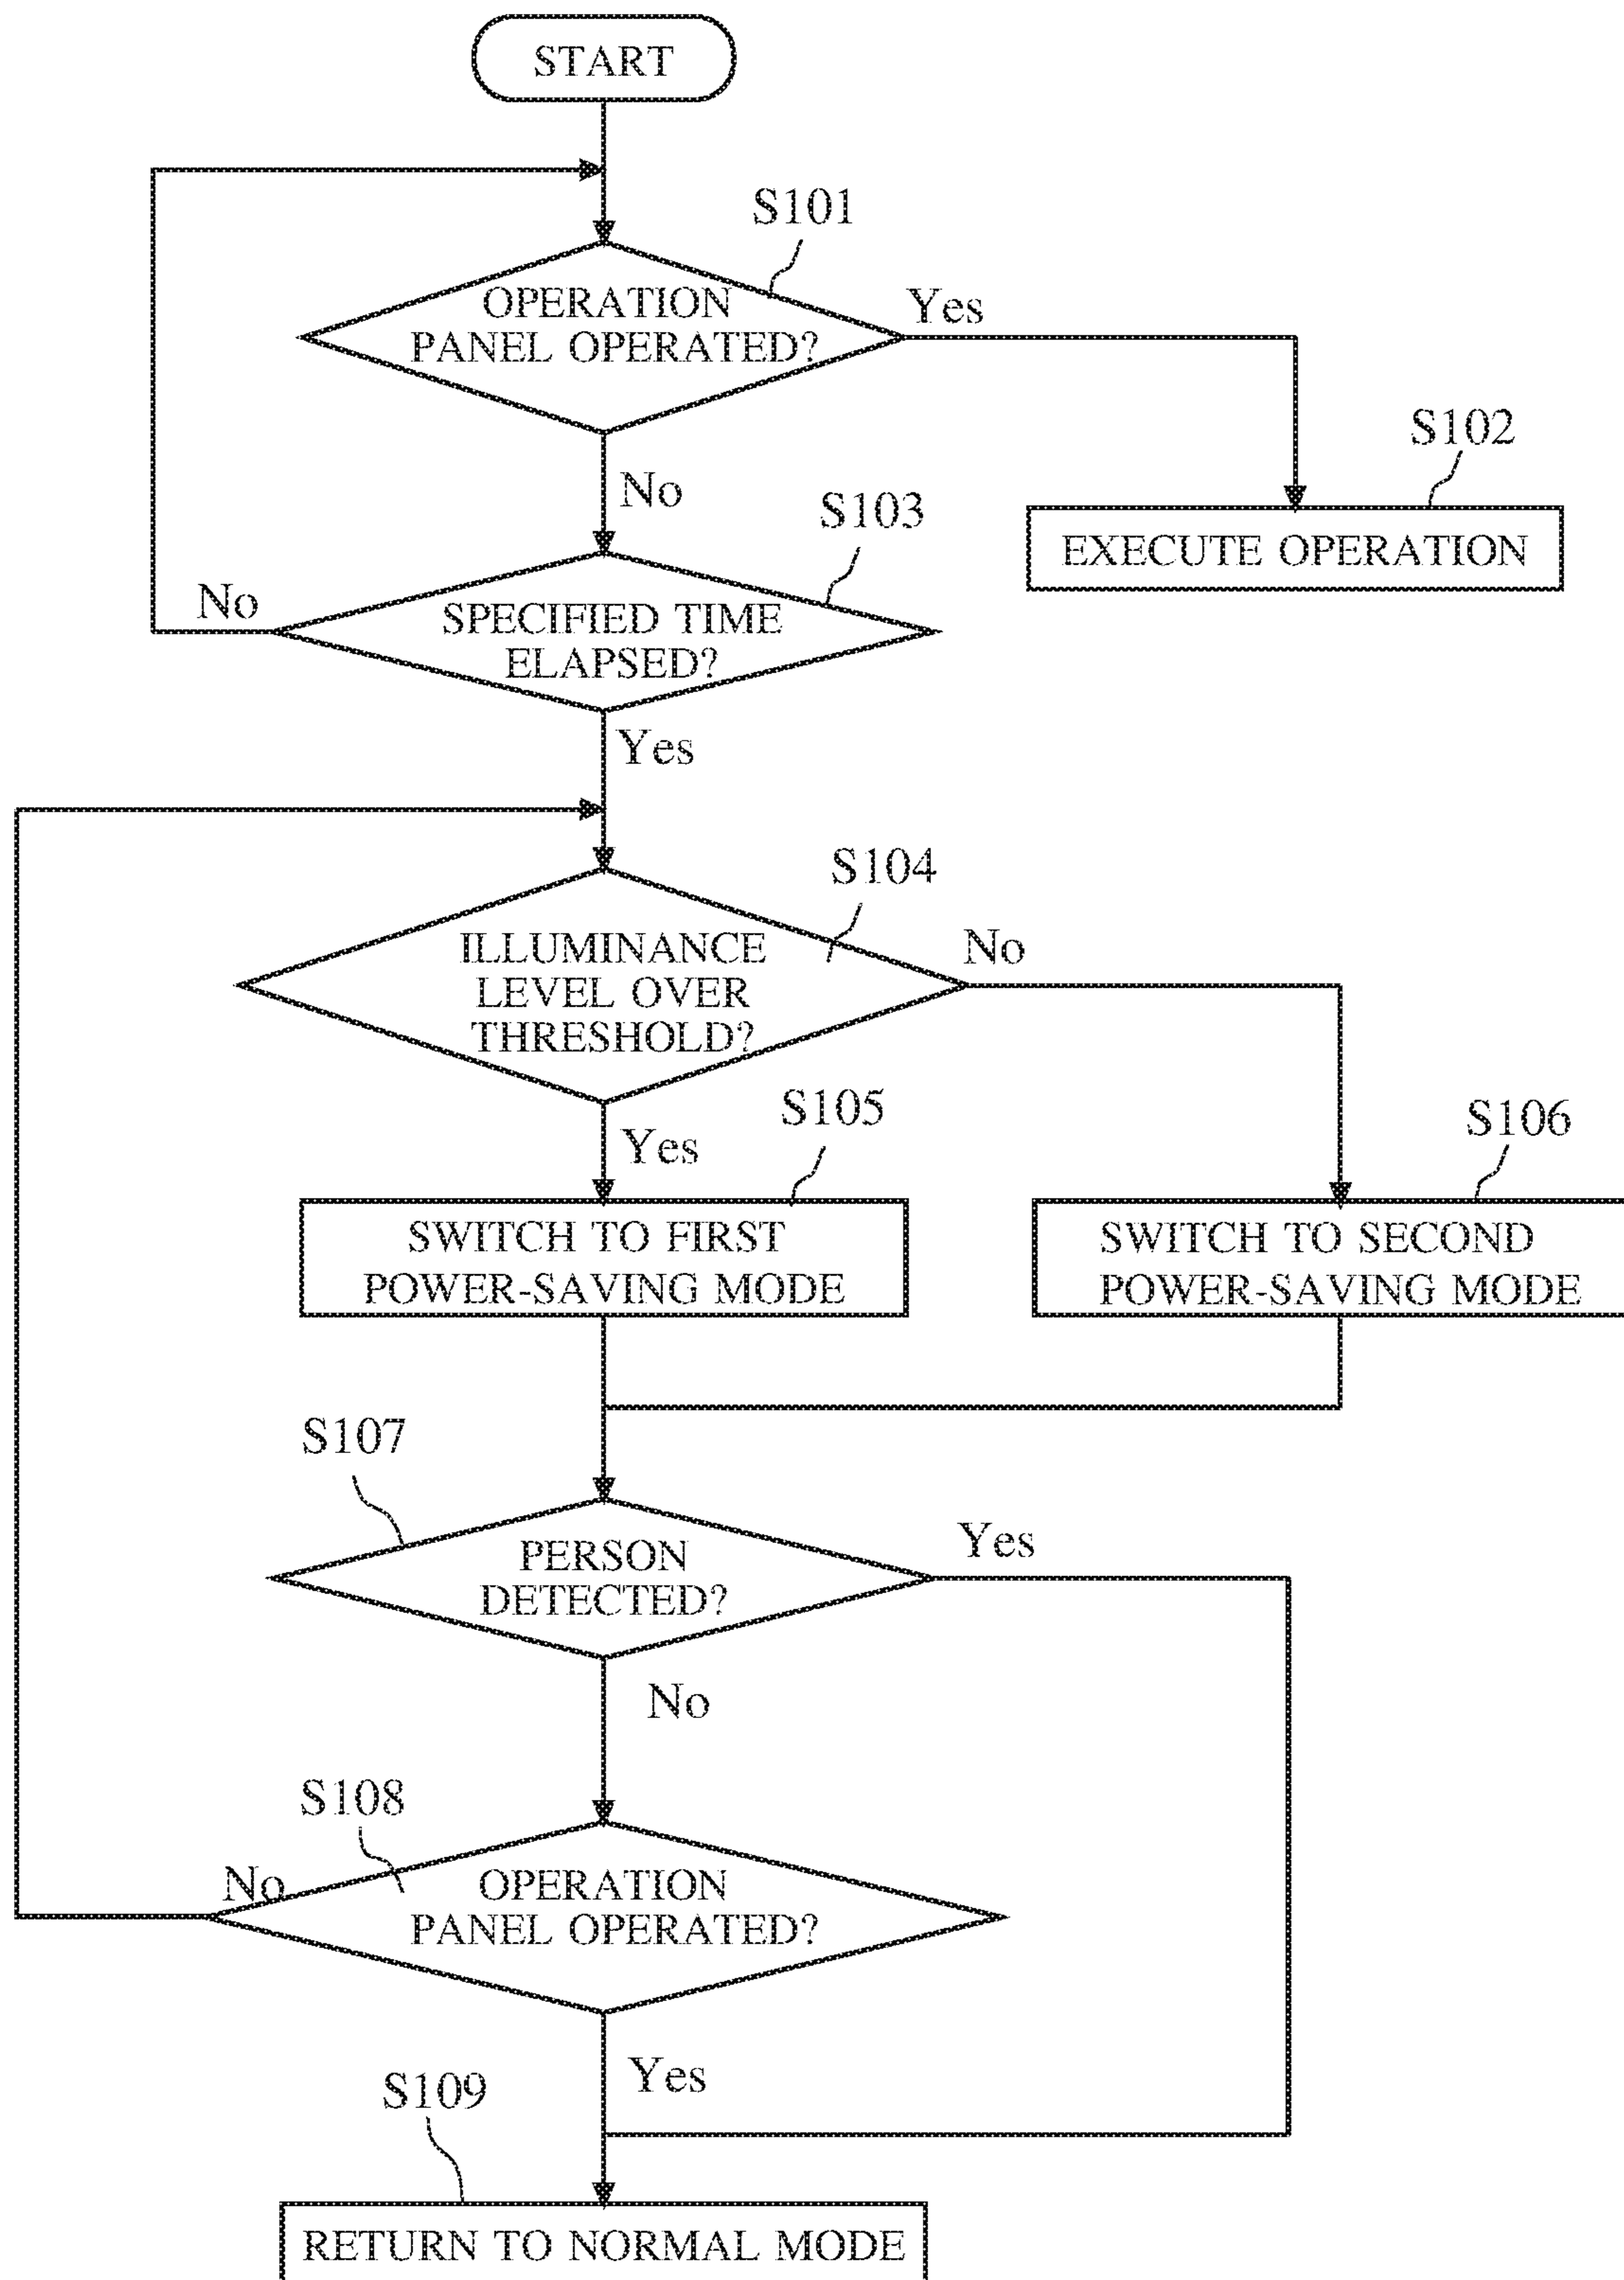 START
S101
OPERATION
PANEL OPERATED?
Yes
S102
No
EXECUTE OPERATION
S103
No
SPECIFIED TIME
ELAPSED?
Yes
S104
ILLUMINANCE
LEVEL OVER
THRESHOLD?
No
S105
Yes
S106
SWITCH TO FIRST
POWER-SAVING MODE
SWITCH TO SECOND
POWER-SAVING MODE
S107
PERSON
DETECTED?
Yes
No
S108
No
OPERATION
PANEL OPERATED?
Yes
S109
RETURN TO NORMAL MODE